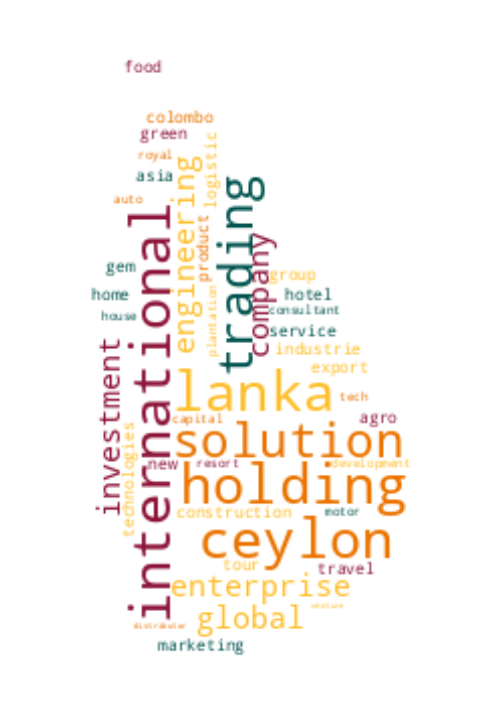 food
colombo
green
royal
logistic
asia
engineering
trading
auto
international
product
company
gem
group
home
plantation
hotel
house
consultant
service
investment
industrie
export
lanka
tech
capital
agro
technologies
solution
new
resort
development
holding
construction
motor
ceylon
tour
travel
enterprise
venture
global
distributor
marketing